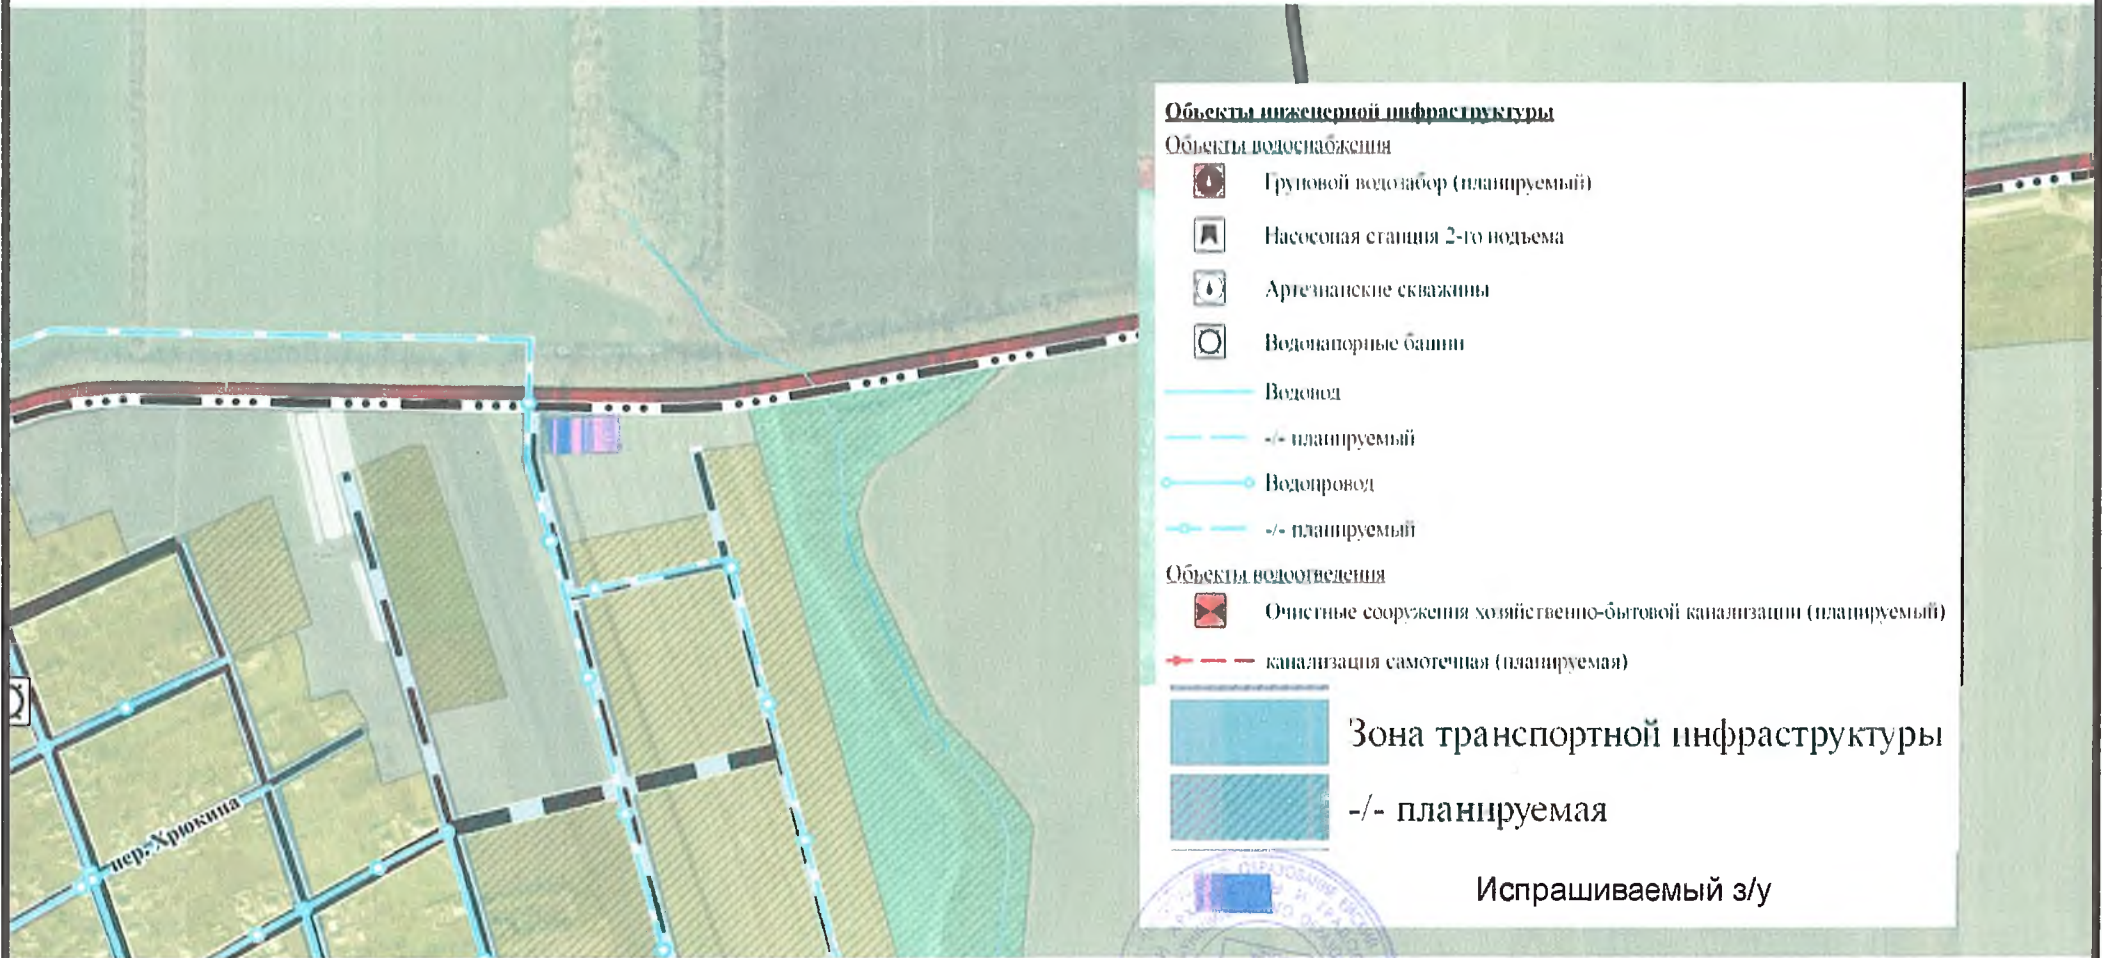 Объекты инженерной инфраструктуры
Объекты водоснабжения
Груповой водозабор (планируемый)
Насосоная станция 2-го подъема
Артезианские скважины
Водонапорные башни
Водовод
-/- планируемый
Водопровод
-/- планируемый
Объекты водоотведения
Очистные сооружения хозяйственно-бытовой канализации (планируемый)
канализация самотечная (планируемая)
Зона транспортной инфраструктуры
-/- планируемая
Испрашиваемый з/у
пер. Хрюкина